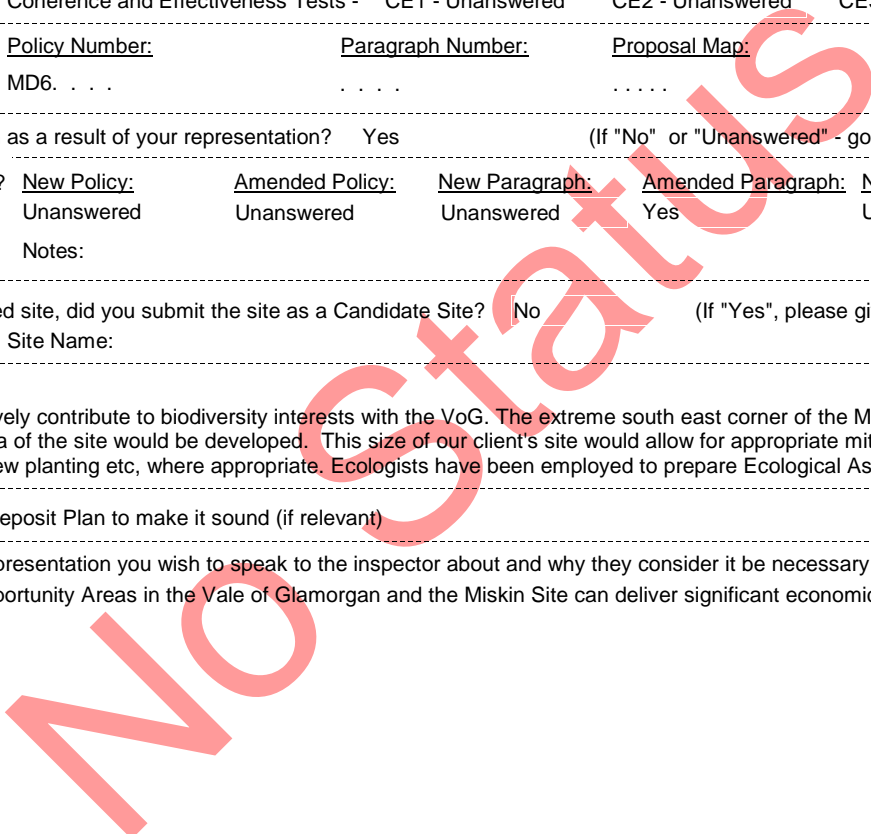 Coherence and Effectiveness Tests - CE1 - Unanswered CE2 - Unanswered
Policy Number: Paragraph Number: Proposal Map:
MD6. . . . . . . . . . . . .
as a result of your representation? Yes (If "No" or "Unanswered" - go
? New Policy: Amended Policy: New Paragraph: Amended Paragraph: N
Unanswered Unanswered Unanswered Yes U
Notes:
ed site, did you submit the site as a Candidate Site? No (If "Yes", please gi
Site Name:
vely contribute to biodiversity interests with the VoG. The extreme south east corner of the M
a of the site would be developed. This size of our client's site would allow for appropriate mit
ew planting etc, where appropriate. Ecologists have been employed to prepare Ecological As
eposit Plan to make it sound (if relevant)
presentation you wish to speak to the inspector about and why they consider it be necessary
portunity Areas in the Vale of Glamorgan and the Miskin Site can deliver significant economic
No Status